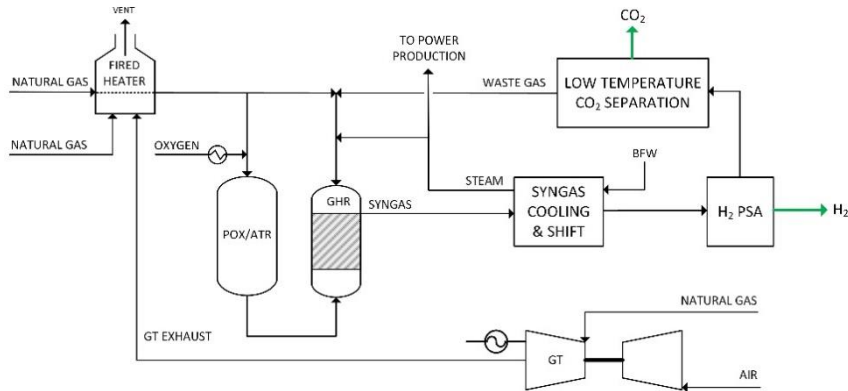 VENT
CO₂
FIRED
HEATER
TO POWER
PRODUCTION
NATURAL GAS
WASTE GAS
LOW TEMPERATURE
CO₂ SEPARATION
NATURAL GAS
OXYGEN
BFW
STEAM
POX/ATR
GHR
SYNGAS
SYNGAS
COOLING
& SHIFT
H₂ PSA
H₂
NATURAL GAS
GT EXHAUST
GT
AIR